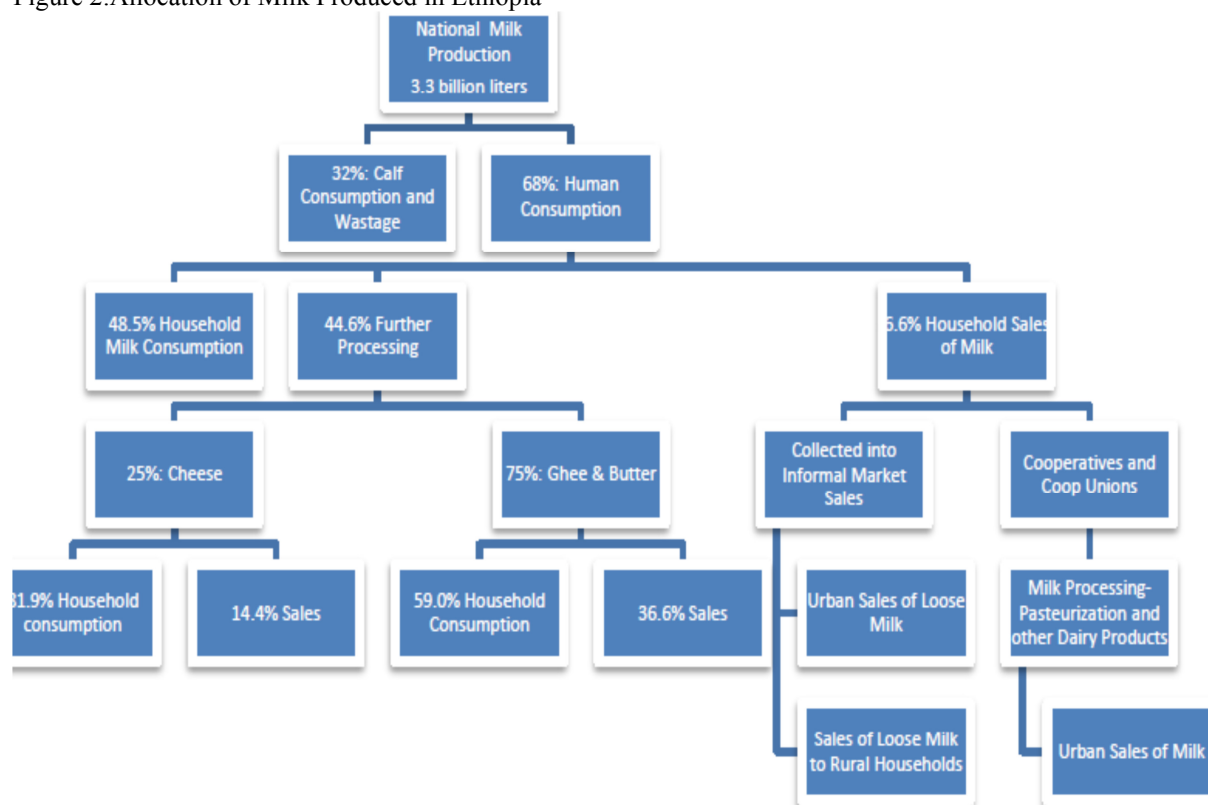 Figure 2:Allocation of Milk Produced in Ethiopia
National Milk
Production
3.3 billion liters
32%: Calf
Consumption and
Wastage
68%: Human
Consumption
48.5% Household
Milk Consumption
44.6% Further
Processing
6.6% Household Sales
of Milk
25%: Cheese
75%: Ghee & Butter
Collected into
Informal Market
Sales
Cooperatives and
Coop Unions
81.9% Household
consumption
14.4% Sales
59.0% Household
Consumption
36.6% Sales
Urban Sales of Loose
Milk
Milk Processing-
Pasteurization and
other Dairy Products
Sales of Loose Milk
to Rural Households
Urban Sales of Milk